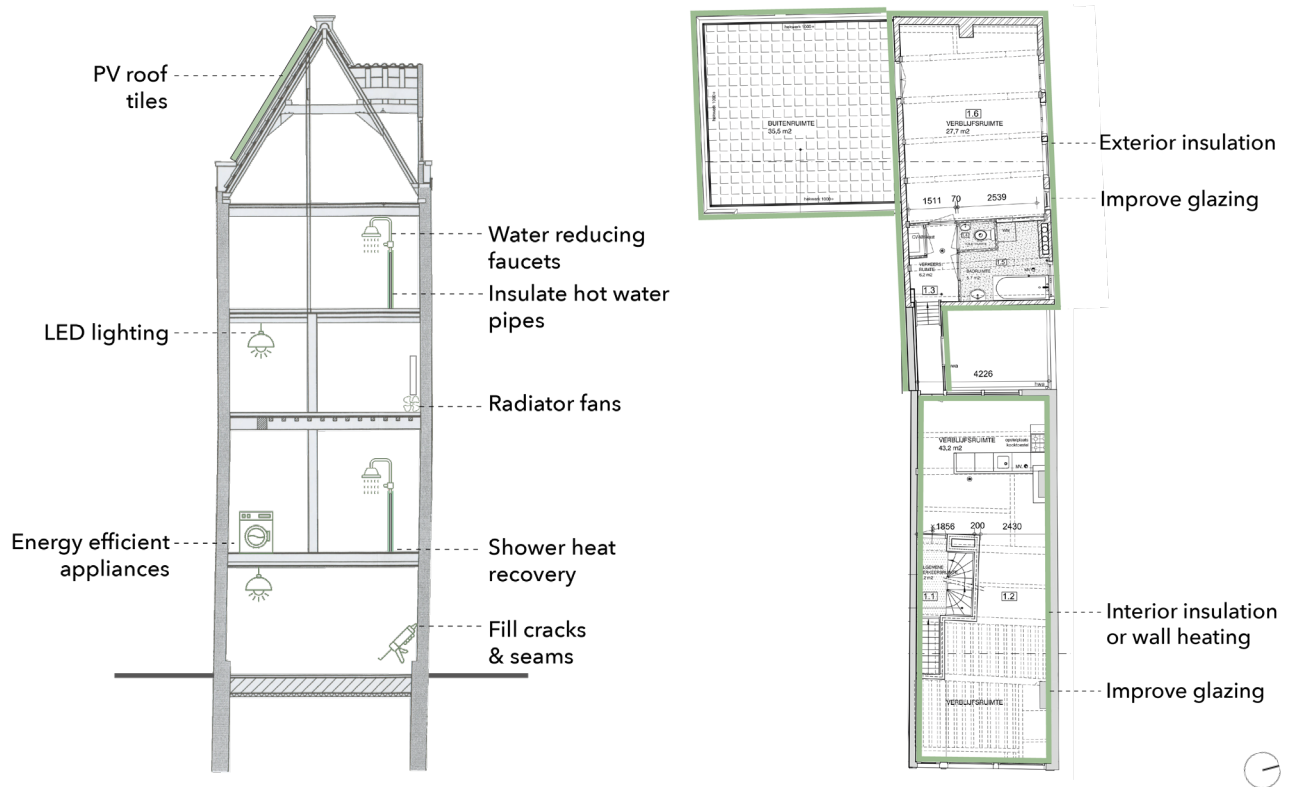 PV roof
tiles
LED lighting
Energy efficient
appliances
Water reducing
faucets
Insulate hot water
pipes
Radiator fans
Shower heat
recovery
Fill cracks
& seams
BUITENRUIMTE
35,5 m2
1.6
VERBLIJFSRUIMTE
27,7 m2
1511 70 2539
BADRUIMTE
1.3
4226
VERBLIJFSRUIMTE
43,2 m2
MV.
1856 200 2430
1.1
1.2
VERBLIJFSRUIMTE
Exterior insulation
Improve glazing
Interior insulation
or wall heating
Improve glazing